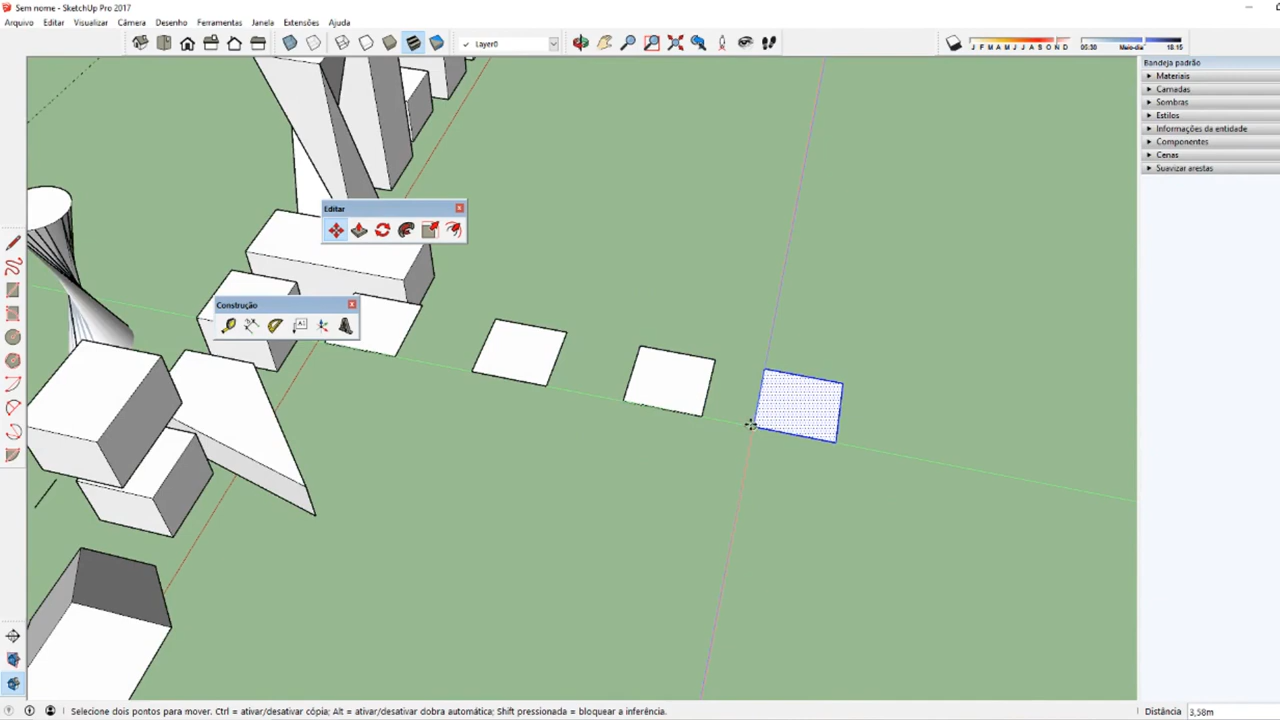 Sem nome - SketchUp Pro 2017
Arquivo Editar Visualizar Câmera Desenho Ferramentas Janela Extensões Ajuda
Layer0
J F M A M J J A S O N D
05:30 Meio-dia 18:15
Bandeja padrão
Materiais
Camadas
Sombras
Estilos
Informações da entidade
Componentes
Cenas
Suavizar arestas
Editar
Construção
Selecione dois pontos para mover. Ctrl = ativar/desativar cópia; Alt = ativar/desativar dobra automática; Shift pressionada = bloquear a inferência.
Distância 3,58m